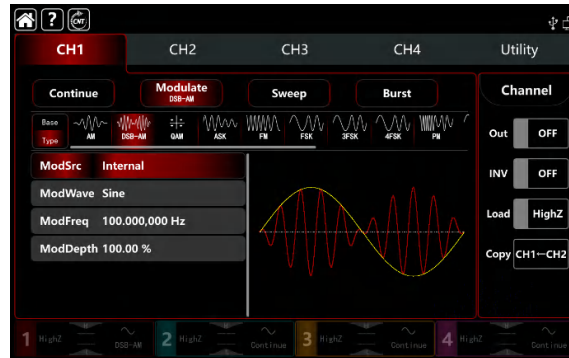 ? CNT
CH1 CH2 CH3 CH4 Utility
Continue Modulate Sweep Burst Channel
DSB-AM
Base
Type AM DSB-AM QAM ASK FM FSK 3FSK 4FSK PM
Out OFF
ModSrc Internal
INV OFF
ModWave Sine
ModFreq 100.000,000 Hz
Load HighZ
ModDepth 100.00 %
Copy CH1←CH2
1 HighZ DSB-AM 2 HighZ Continue 3 HighZ Continue 4 HighZ Continue